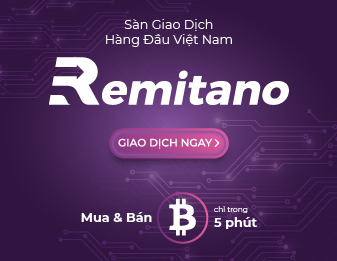 Sàn Giao Dịch
Hàng Đầu Việt Nam
Remitano
GIAO DỊCH NGAY
Mua & Bán
chỉ trong
5 phút